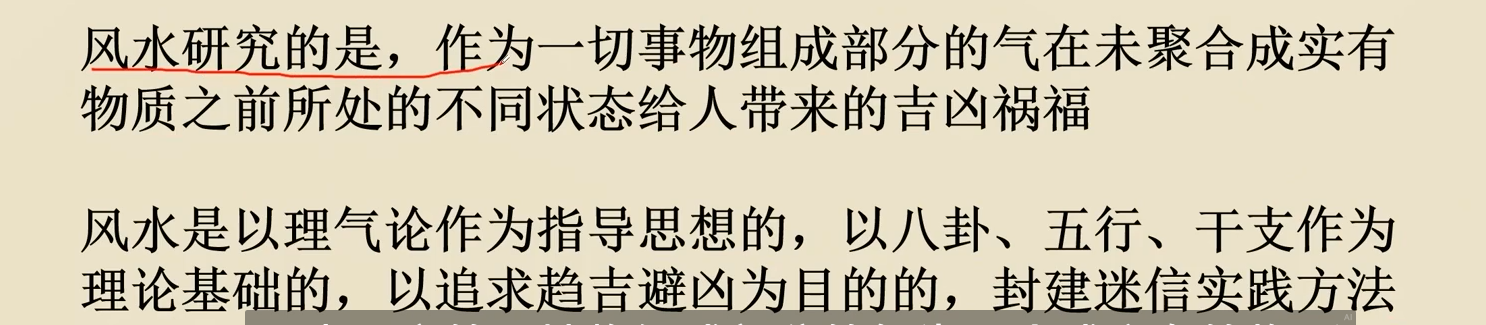 风水研究的是，作为一切事物组成部分的气在未聚合成实有
物质之前所处的不同状态给人带来的吉凶祸福
风水是以理气论作为指导思想的，以八卦、五行、干支作为
理论基础的，以追求趋吉避凶为目的的，封建迷信实践方法
AI